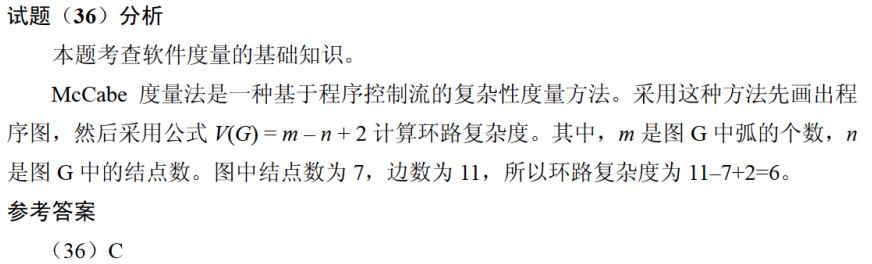 试题（36）分析
本题考查软件度量的基础知识。
McCabe 度量法是一种基于程序控制流的复杂性度量方法。采用这种方法先画出程
序图，然后采用公式 V(G) = m – n + 2 计算环路复杂度。其中，m 是图 G 中弧的个数，n
是图 G 中的结点数。图中结点数为 7，边数为 11，所以环路复杂度为 11–7+2=6。
参考答案
（36）C